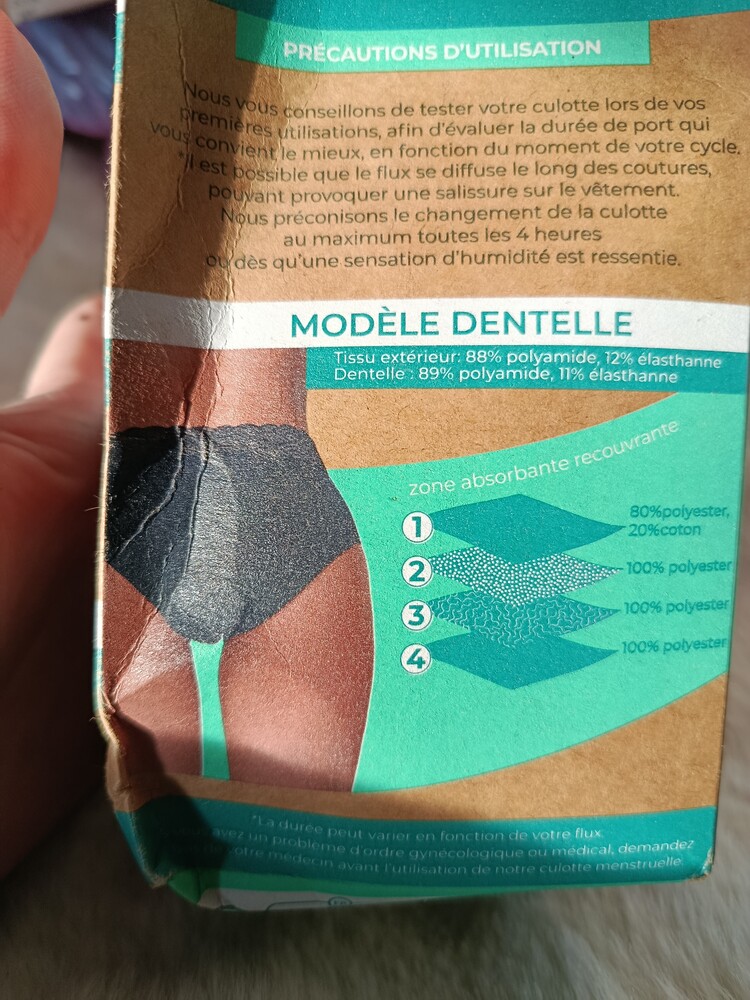 PRÉCAUTIONS D'UTILISATION
Nous vous conseillons de tester votre culotte lors de vos
premières utilisations, afin d'évaluer la durée de port qui
vous convient le mieux, en fonction du moment de votre cycle.
*Il est possible que le flux se diffuse le long des coutures,
pouvant provoquer une salissure sur le vêtement.
Nous préconisons le changement de la culotte
au maximum toutes les 4 heures
ou dès qu'une sensation d'humidité est ressentie.
MODÈLE DENTELLE
Tissu extérieur: 88% polyamide, 12% élasthanne
Dentelle : 89% polyamide, 11% élasthanne
zone absorbante recouvrante
1 80%polyester,
20%coton
2 100% polyester
3 100% polyester
4 100% polyester
*La durée peut varier en fonction de votre flux.
avez un problème d'ordre gynécologique ou médical, demandez
votre médecin avant l'utilisation de notre culotte menstruelle.